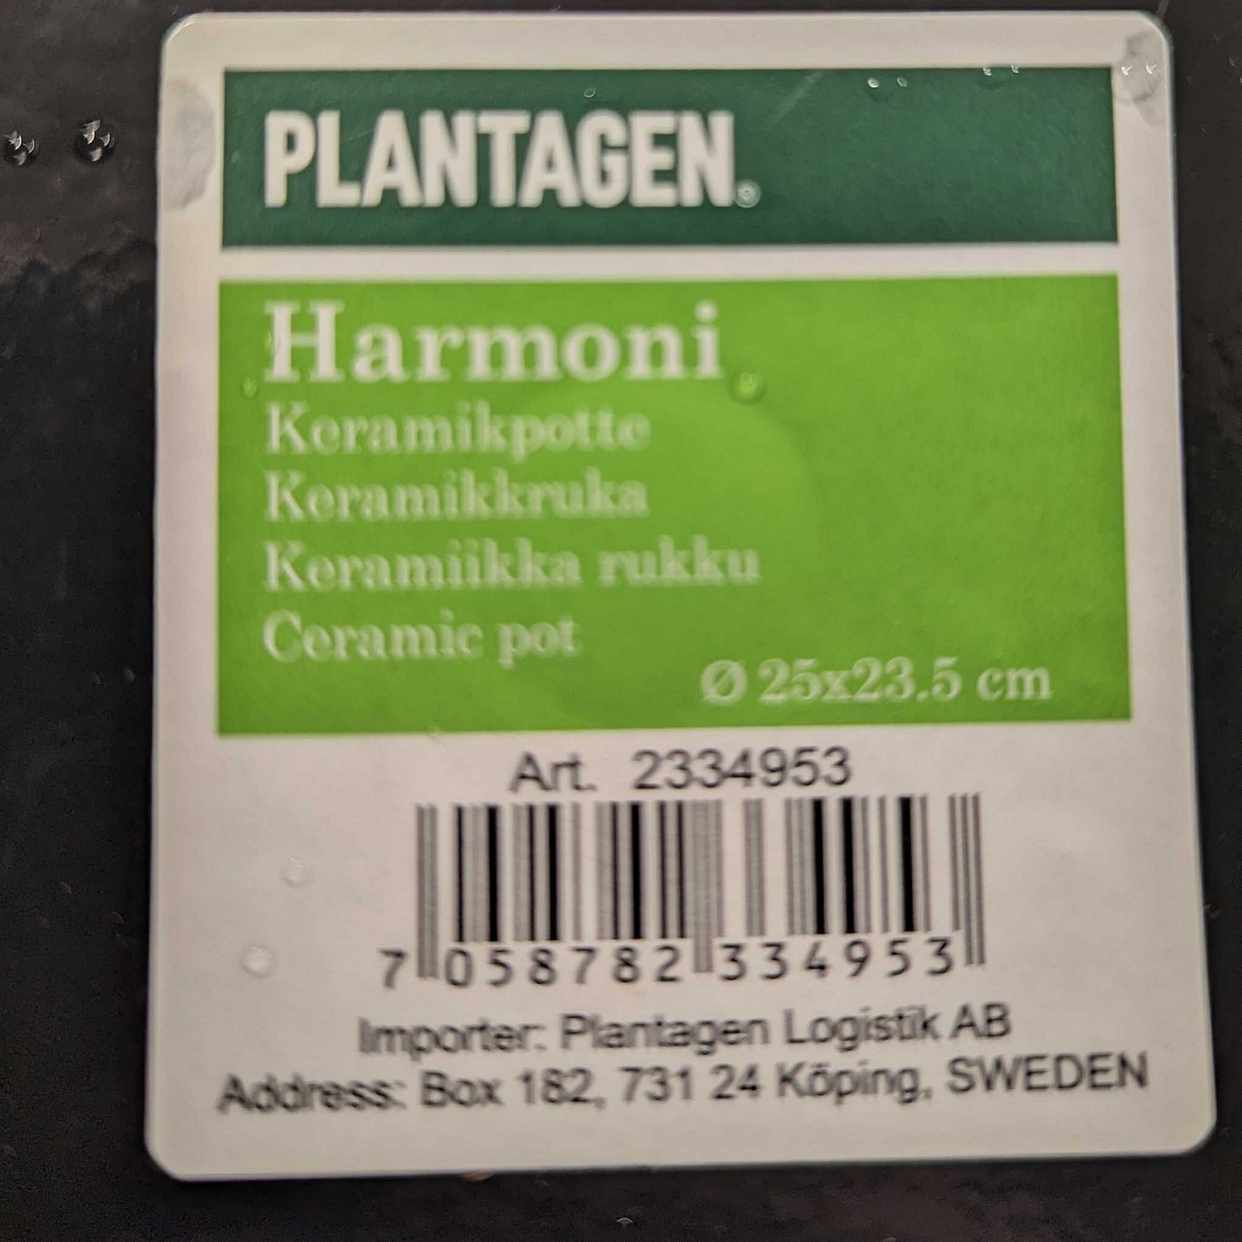 PLANTAGEN®
Harmoni
Keramikpotte
Keramikkruka
Keramiikka rukku
Ceramic pot
Ø 25x23.5 cm
Art. 2334953
7 058782 334953
Importer: Plantagen Logistik AB
Address: Box 182, 731 24 Köping, SWEDEN